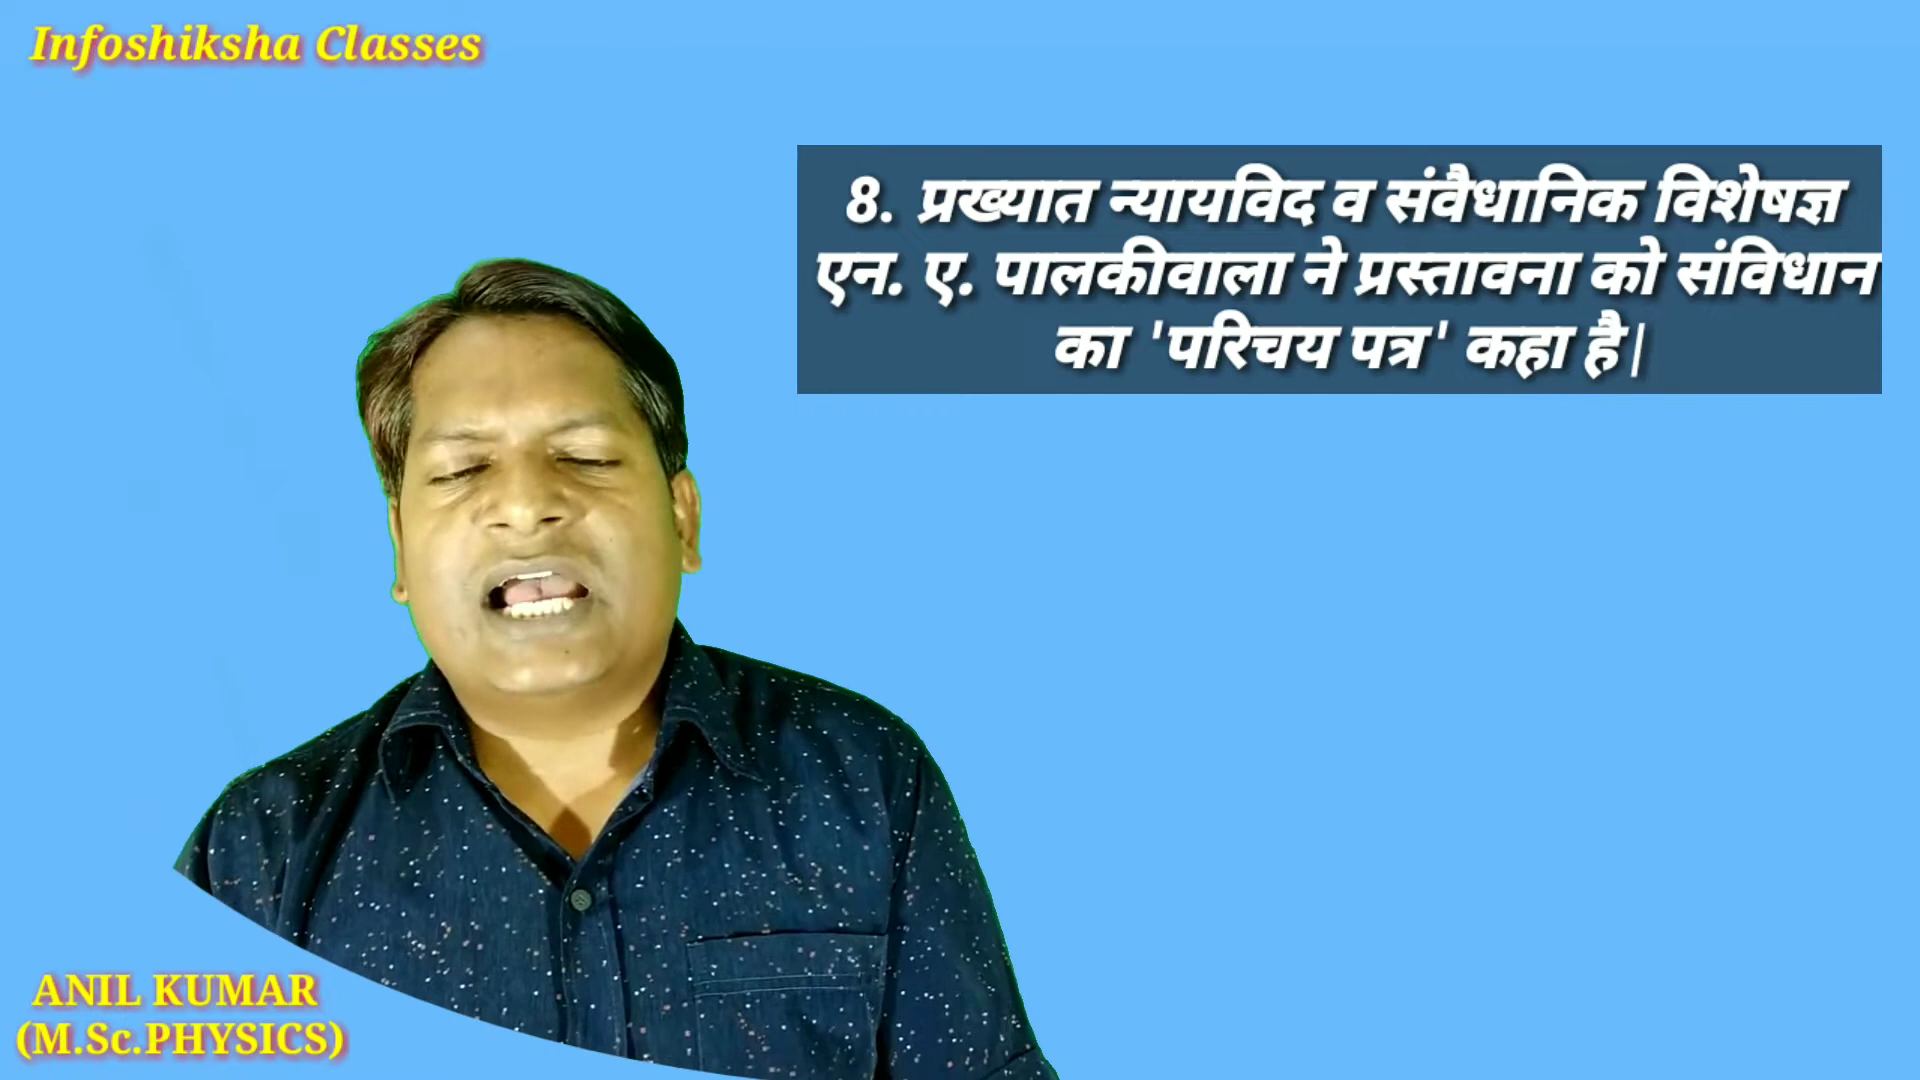 Infoshiksha Classes
8. प्रख्यात न्यायविद व संवैधानिक विशेषज्ञ
एन. ए. पालकीवाला ने प्रस्तावना को संविधान
का 'परिचय पत्र' कहा है|
ANIL KUMAR
(M.Sc.PHYSICS)